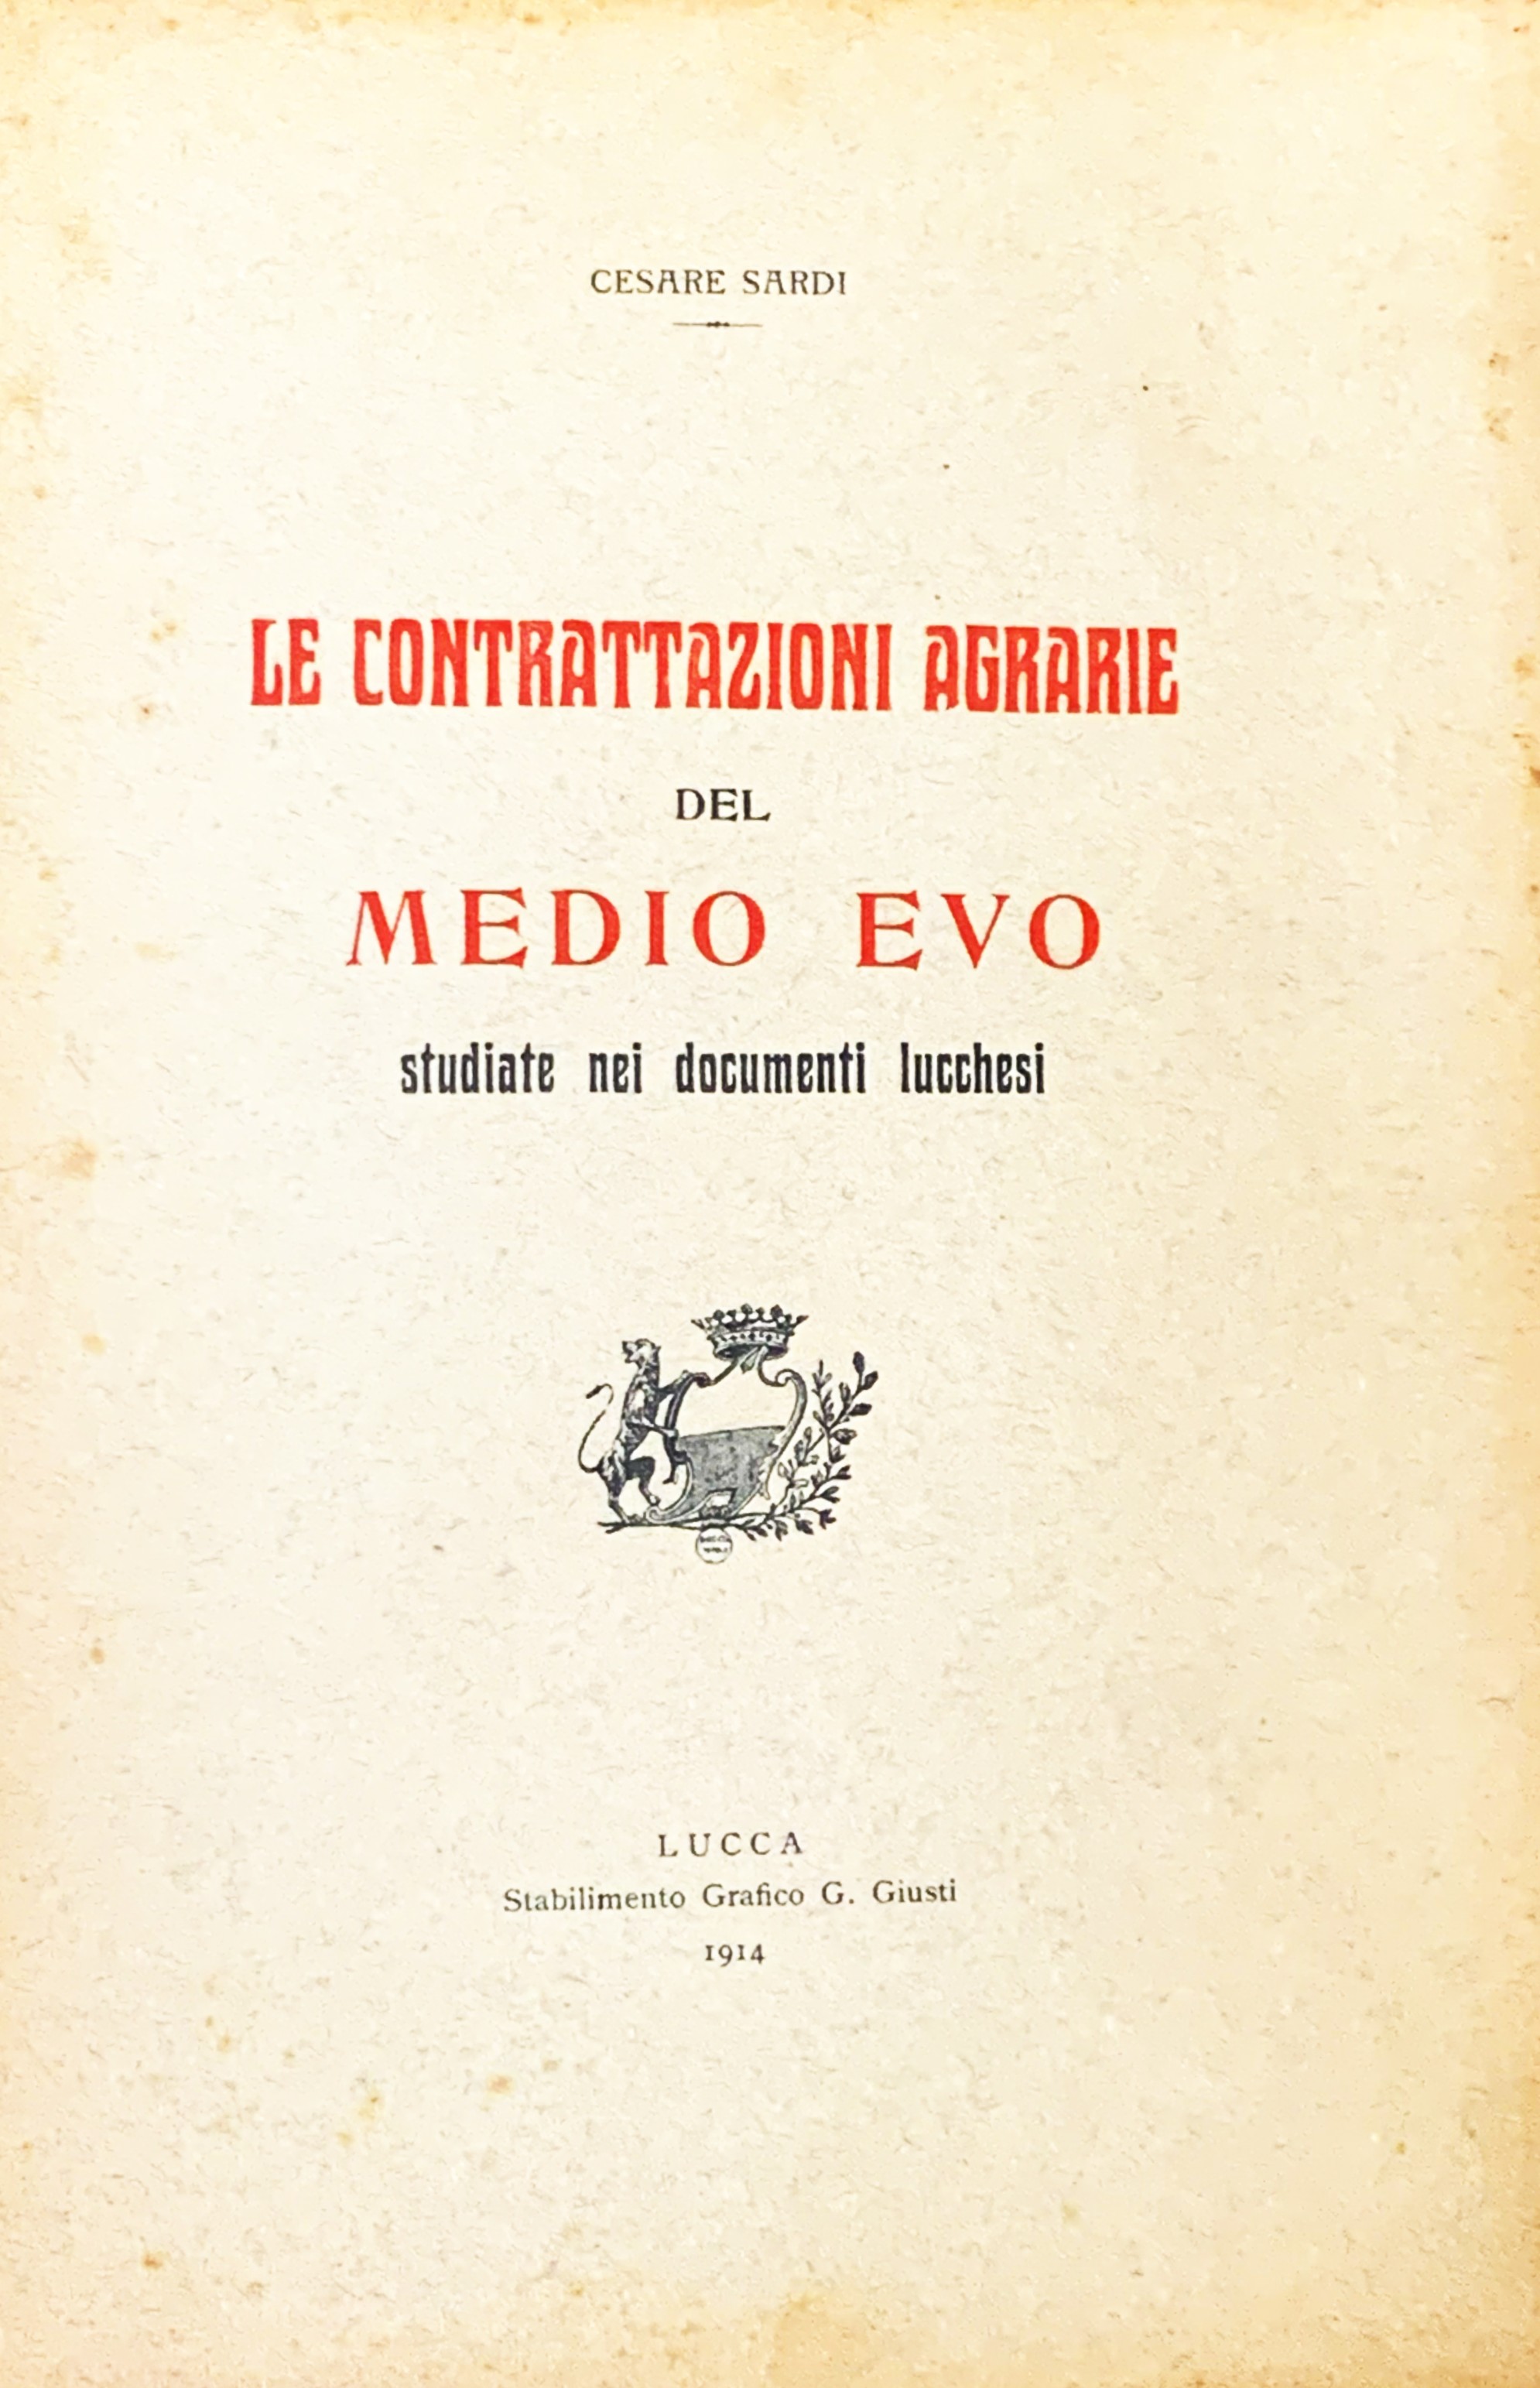 CESARE SARDI
LE CONTRATTAZIONI AGRARIE
DEL
MEDIO EVO
studiate nei documenti lucchesi
LUCCA
Stabilimento Grafico G. Giusti
1914